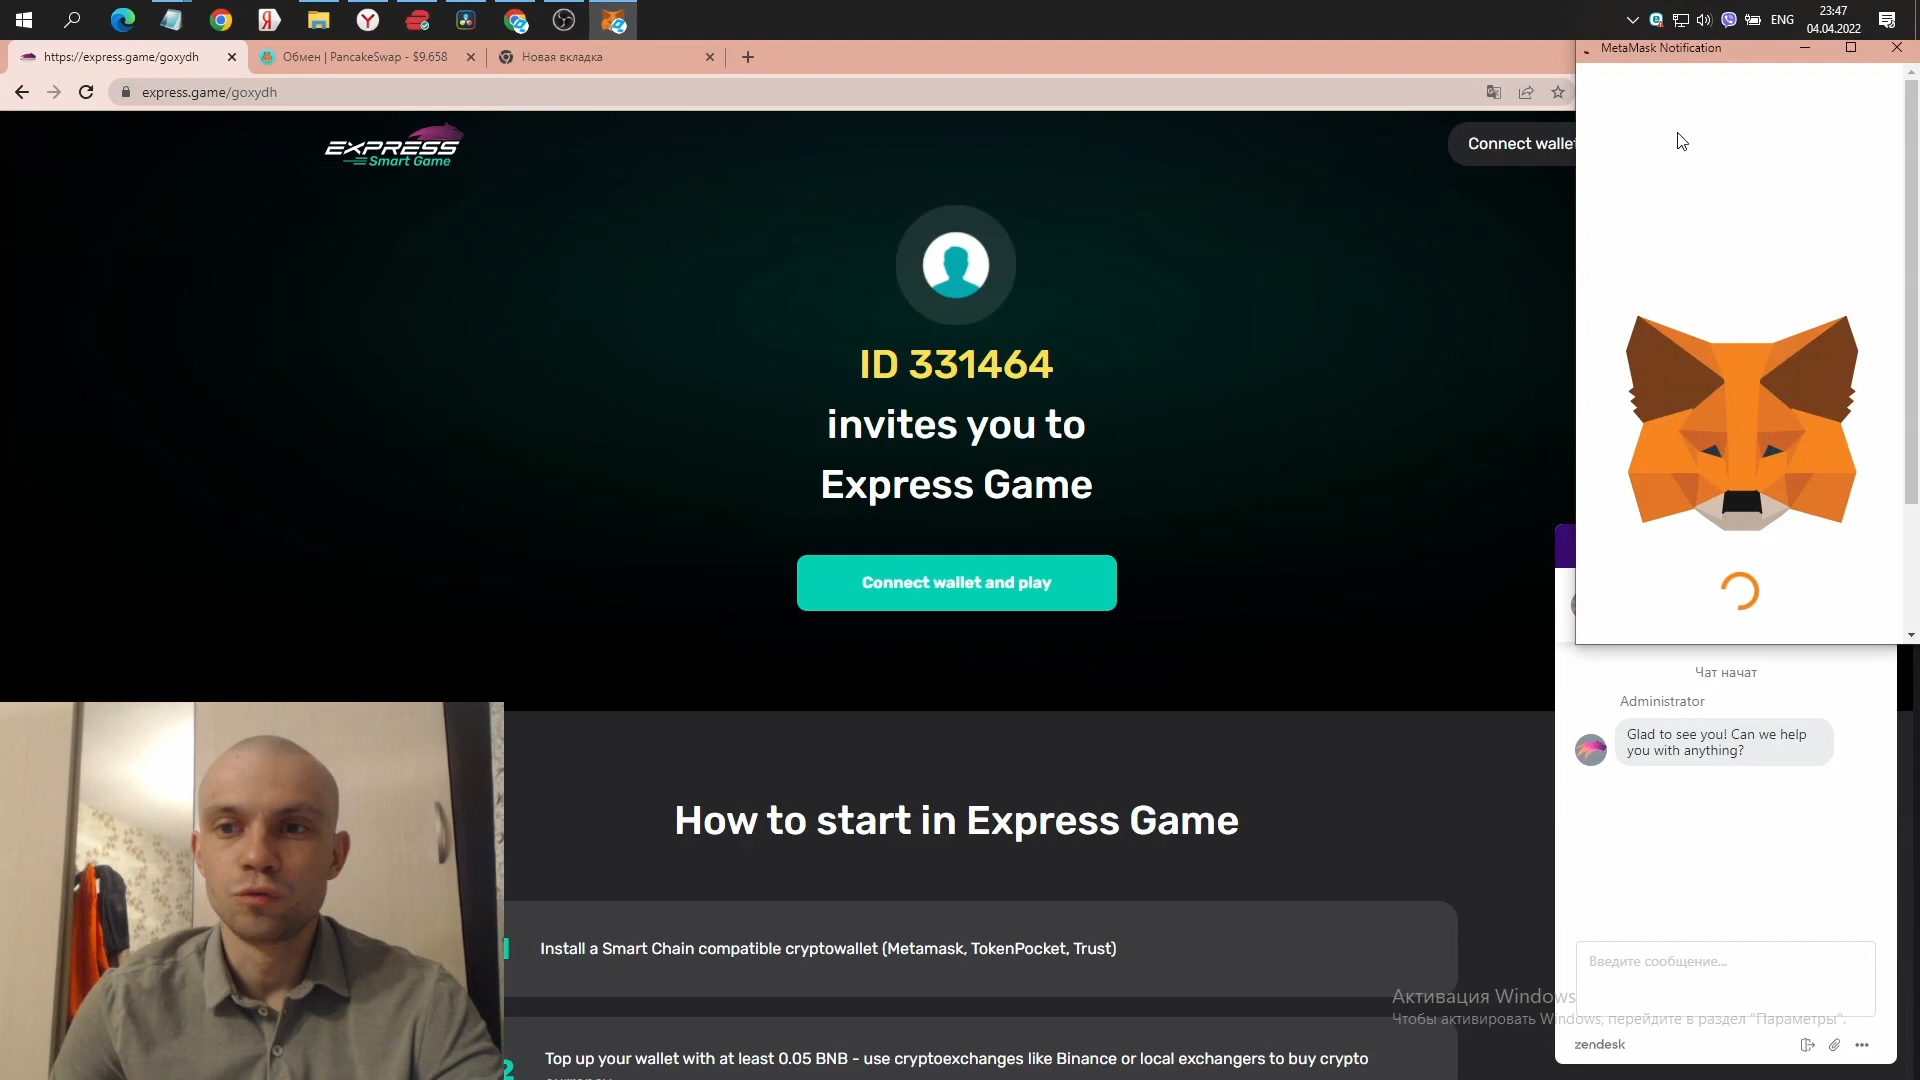 ENG
23:47
04.04.2022
https://express.game/goxydh
Обмен | PancakeSwap - $9.658
Новая вкладка
MetaMask Notification
express.game/goxydh
EXPRESS
Smart Game
Connect wallet
ID 331464
invites you to
Express Game
Connect wallet and play
Чат начат
Administrator
Glad to see you! Can we help
you with anything?
How to start in Express Game
Install a Smart Chain compatible cryptowallet (Metamask, TokenPocket, Trust)
Введите сообщение...
Активация Windows
Чтобы активировать Windows, перейдите в раздел "Параметры".
zendesk
2
Top up your wallet with at least 0.05 BNB - use cryptoexchanges like Binance or local exchangers to buy crypto